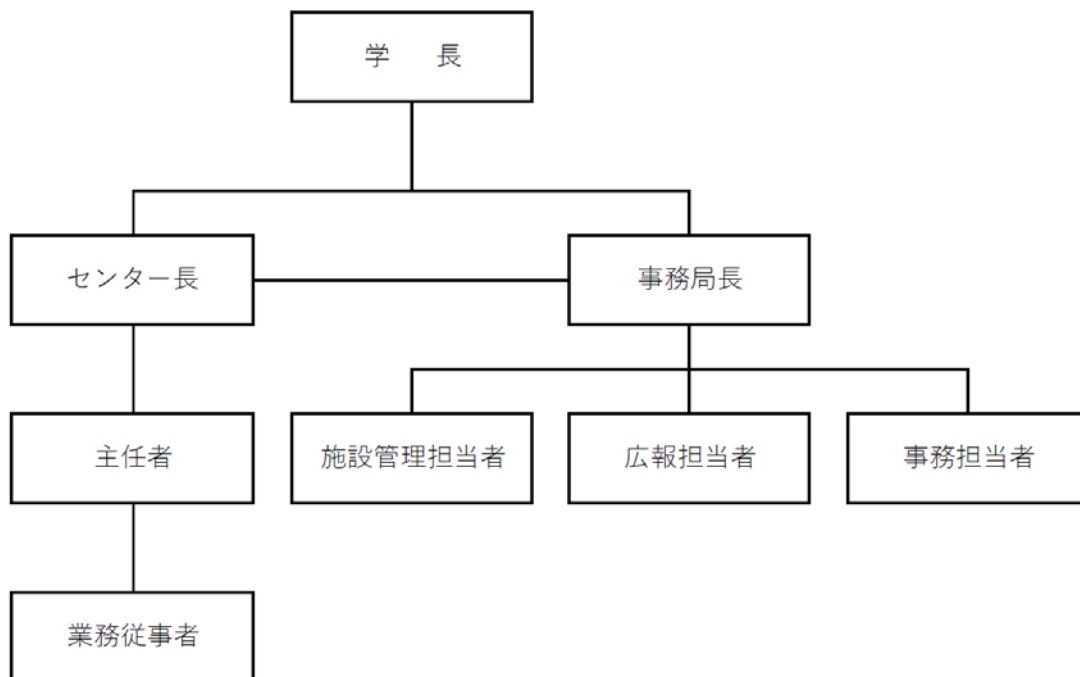 学　　長
センター長
事務局長
主任者
施設管理担当者
広報担当者
事務担当者
業務従事者